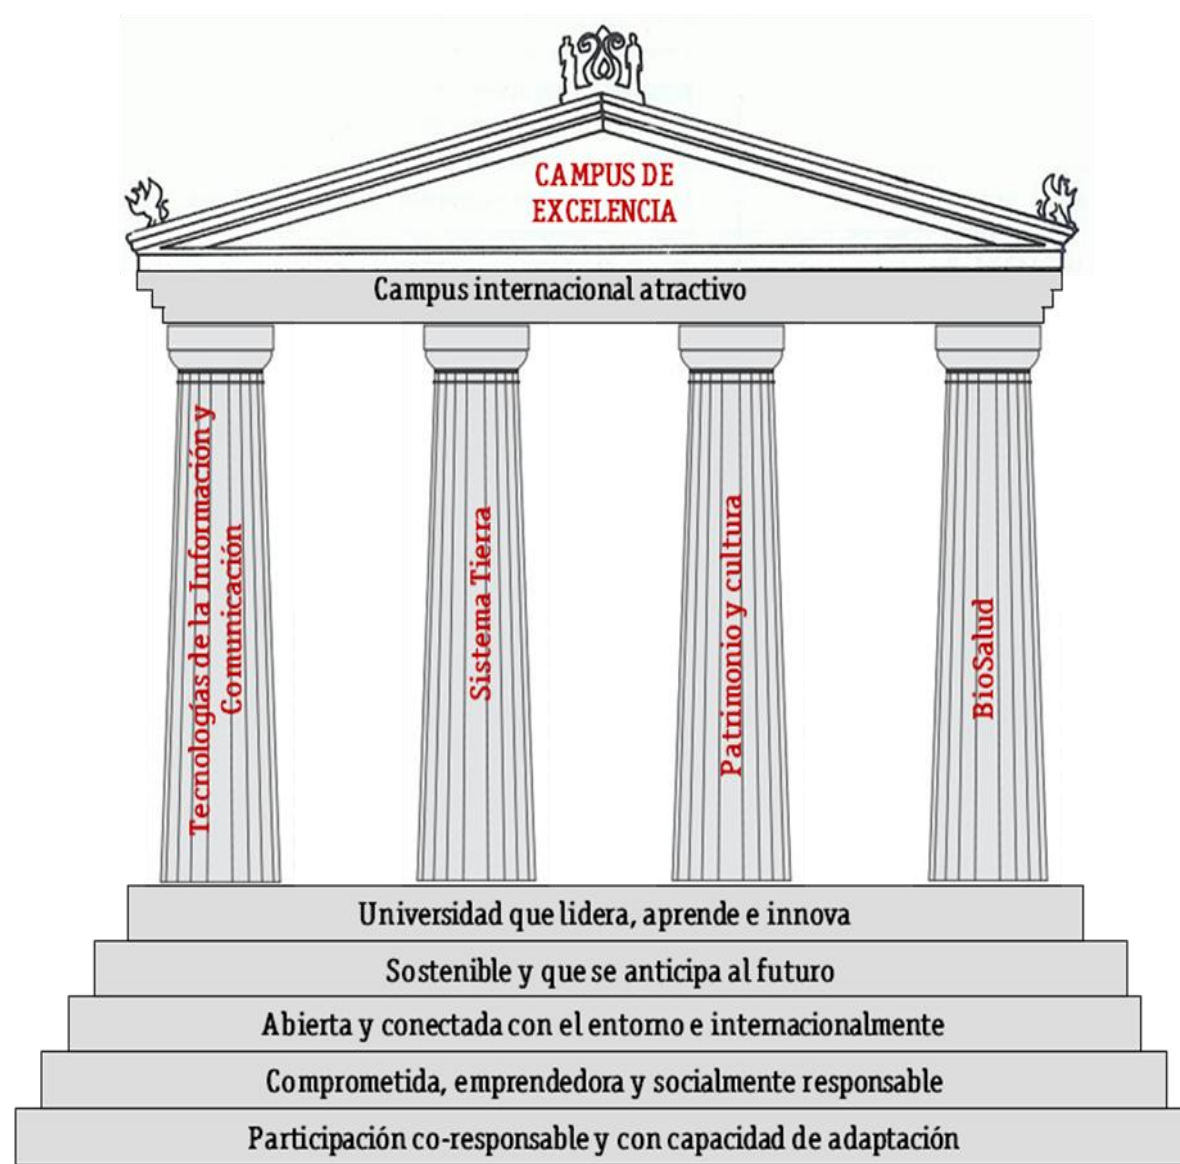 CAMPUS DE
EXCELENCIA
Campus internacional atractivo
Tecnologías de la Información y
Comunicación
Sistema Tierra
Patrimonio y cultura
BioSalud
Universidad que lidera, aprende e innova
Sostenible y que se anticipa al futuro
Abierta y conectada con el entorno e internacionalmente
Comprometida, emprendedora y socialmente responsable
Participación co-responsable y con capacidad de adaptación